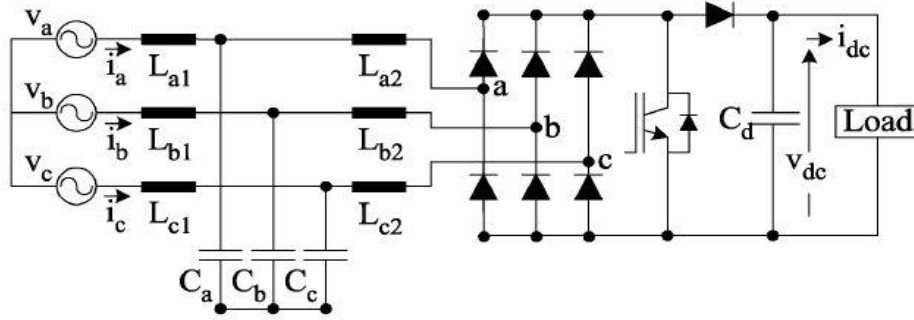 v_a
i_a
L_a1
L_a2
v_b
i_b
L_b1
L_b2
v_c
i_c
L_c1
L_c2
C_a
C_b
C_c
a
b
c
C_d
i_dc
v_dc
Load